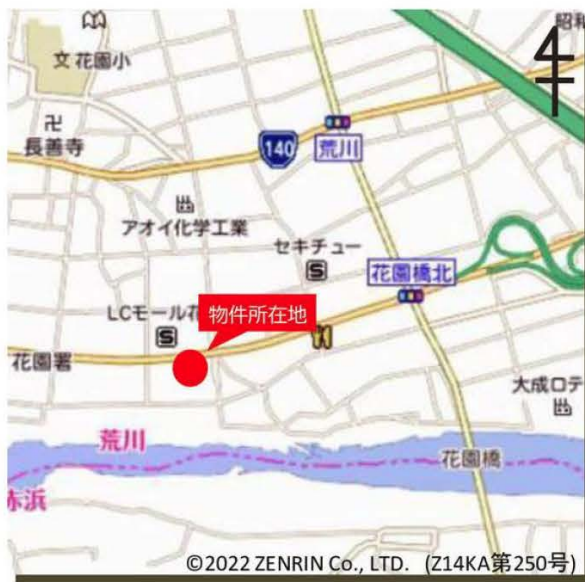 昭和
文 花園小
卍
長善寺
140
荒川
アオイ化学工業
セキチュー
S
花園橋北
LCモール花
物件所在地
S
花園署
大成ロテ
荒川
花園橋
赤浜
©2022 ZENRIN Co., LTD. (Z14KA第250号)